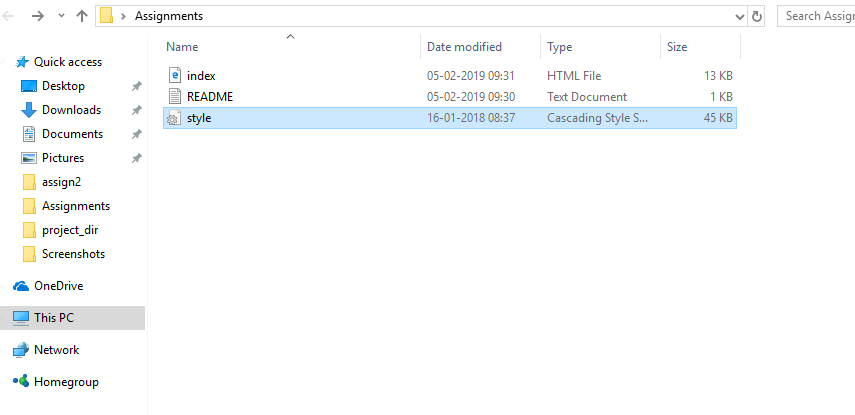 Assignments
Search Assign
Name Date modified Type Size
Quick access
Desktop
Downloads
Documents
Pictures
assign2
Assignments
project_dir
Screenshots
OneDrive
This PC
Network
Homegroup
index 05-02-2019 09:31 HTML File 13 KB
README 05-02-2019 09:30 Text Document 1 KB
style 16-01-2018 08:37 Cascading Style S... 45 KB